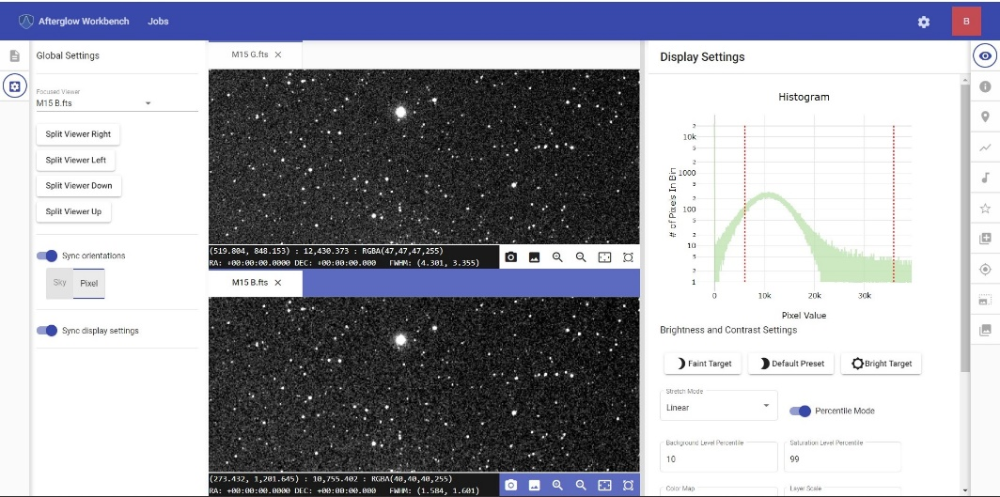 Afterglow Workbench
Jobs
B
Global Settings
Focused Viewer
M15 B.fts
Split Viewer Right
Split Viewer Left
Split Viewer Down
Split Viewer Up
Sync orientations
Sky
Pixel
Sync display settings
M15 G.fts
(519.804, 848.153) : 12,430.373 : RGBA(47,47,47,255)
RA: +00:00:00.0000 DEC: +00:00:00.000 FWHM: (4.301, 3.355)
M15 B.fts
(273.432, 1,201.645) : 10,755.402 : RGBA(40,40,40,255)
RA: +00:00:00.0000 DEC: +00:00:00.000 FWHM: (1.584, 1.601)
Display Settings
Histogram
# of Pixels In Bin
2
10k
5
2
1000
5
2
100
5
2
10
5
2
1
0
10k
20k
30k
Pixel Value
Brightness and Contrast Settings
Faint Target
Default Preset
Bright Target
Stretch Mode
Linear
Percentile Mode
Background Level Percentile
10
Saturation Level Percentile
99
Color Map
Layer Scale